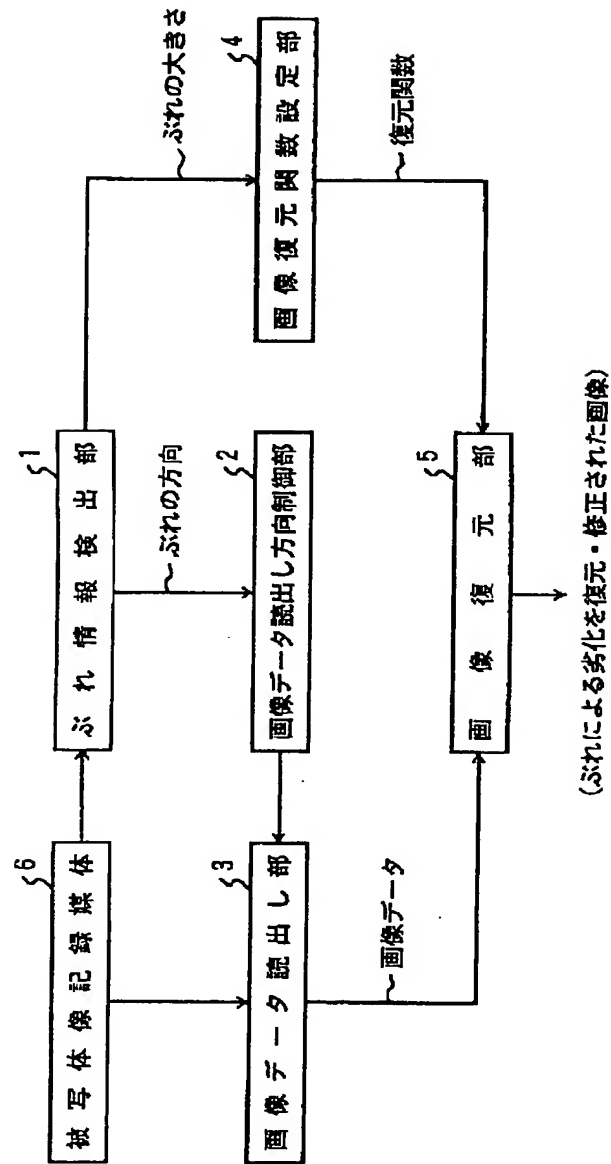 6
被写体像記録媒体
1
ぶれ情報検出部
ぶれの大きさ
ぶれの方向
3
画像データ読出し部
2
画像データ読出し方向制御部
4
画像復元関数設定部
画像データ
復元関数
5
画像復元部
(ぶれによる劣化を復元・修正された画像)